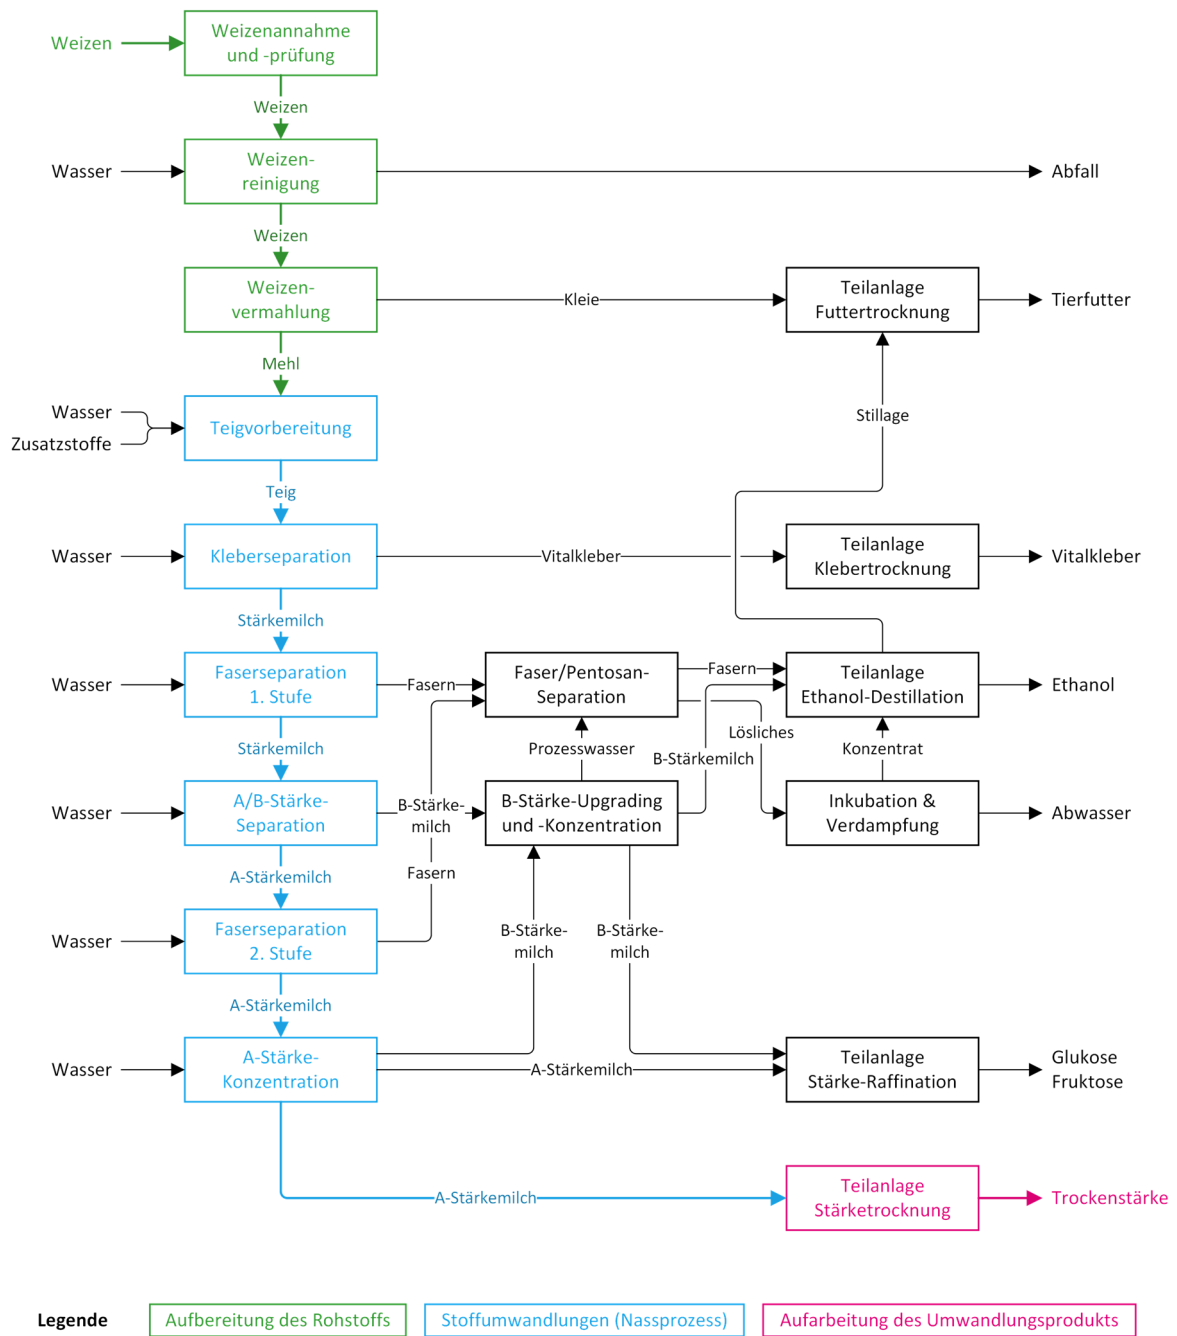 Weizen
Weizenannahme
und -prüfung
Weizen
Wasser
Weizen-
reinigung
Abfall
Weizen
Weizen-
vermahlung
Kleie
Teilanlage
Futtertrocknung
Tierfutter
Mehl
Wasser
Zusatzstoffe
Teigvorbereitung
Stillage
Teig
Wasser
Kleberseparation
Vitalkleber
Teilanlage
Klebertrocknung
Vitalkleber
Stärkemilch
Wasser
Faserseparation
1. Stufe
Fasern
Faser/Pentosan-
Separation
Fasern
Teilanlage
Ethanol-Destillation
Ethanol
Stärkemilch
Prozesswasser
B-Stärkemilch
Lösliches
Konzentrat
Wasser
A/B-Stärke-
Separation
B-Stärke-
milch
B-Stärke-Upgrading
und -Konzentration
Inkubation &
Verdampfung
Abwasser
A-Stärkemilch
Fasern
Wasser
Faserseparation
2. Stufe
B-Stärke-
milch
B-Stärke-
milch
A-Stärkemilch
Wasser
A-Stärke-
Konzentration
A-Stärkemilch
Teilanlage
Stärke-Raffination
Glukose
Fruktose
A-Stärkemilch
Teilanlage
Stärketrocknung
Trockenstärke
Legende
Aufbereitung des Rohstoffs
Stoffumwandlungen (Nassprozess)
Aufarbeitung des Umwandlungsprodukts